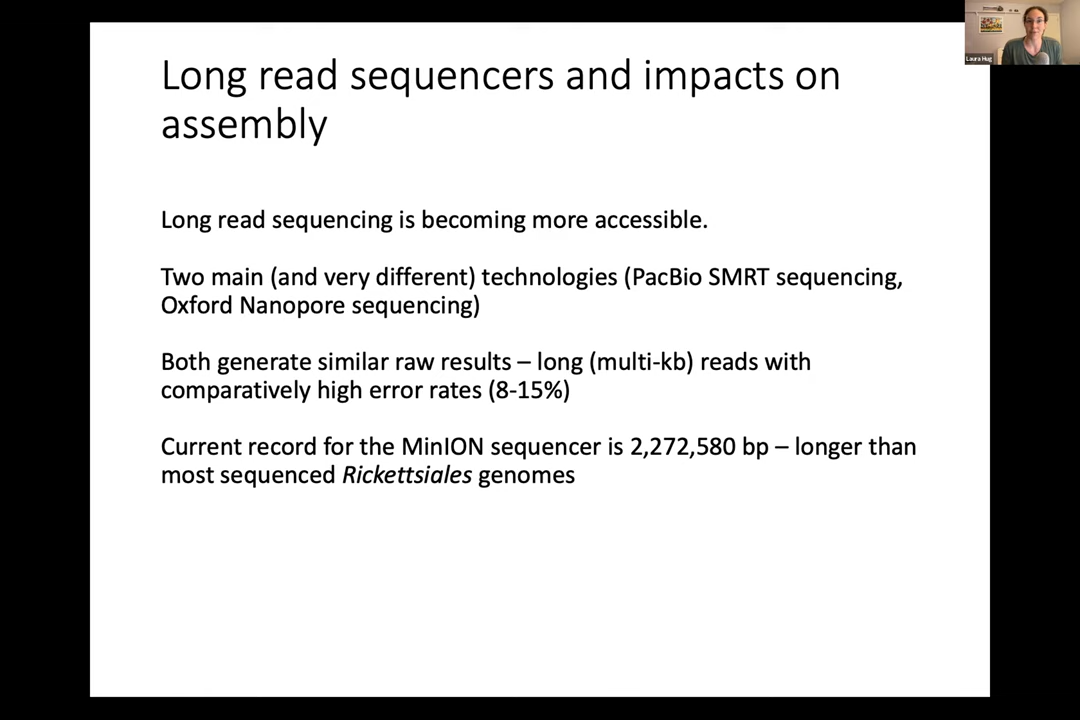 Long read sequencers and impacts on
assembly
Long read sequencing is becoming more accessible.
Two main (and very different) technologies (PacBio SMRT sequencing,
Oxford Nanopore sequencing)
Both generate similar raw results – long (multi-kb) reads with
comparatively high error rates (8-15%)
Current record for the MinION sequencer is 2,272,580 bp – longer than
most sequenced Rickettsiales genomes
Laura Hug